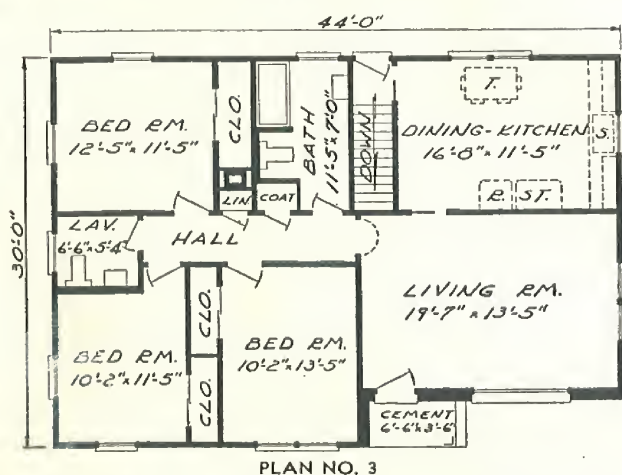 44'-0"
30'-0"
BED RM.
12'-5" x 11'-5"
CLO.
BATH
11'-5" x 7'-0"
DOWN
T.
DINING-KITCHEN
16'-8" x 11'-5"
S.
R.
ST.
LIN.
COAT
LAV.
6'-6" x 5'-4"
HALL
LIVING RM.
19'-7" x 13'-5"
BED RM.
10'-2" x 11'-5"
CLO.
CLO.
BED RM.
10'-2" x 13'-5"
CEMENT
6'-6" x 3'-6"
PLAN NO. 3